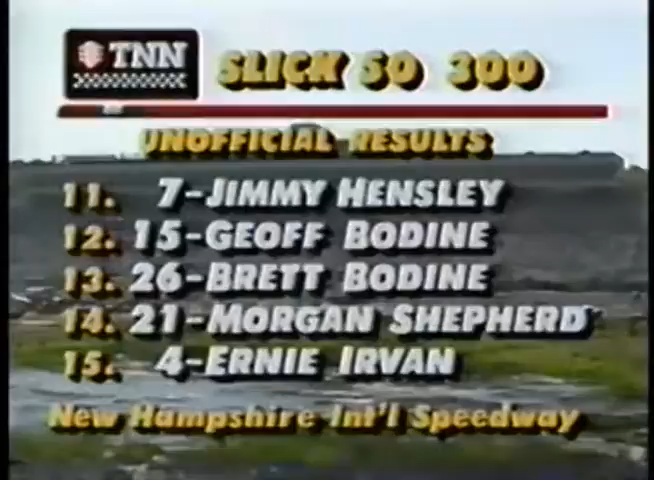 TNN SLICK 50 300
UNOFFICIAL RESULTS
11. 7-JIMMY HENSLEY
12. 15-GEOFF BODINE
13. 26-BRETT BODINE
14. 21-MORGAN SHEPHERD
15. 4-ERNIE IRVAN
New Hampshire Int'l Speedway